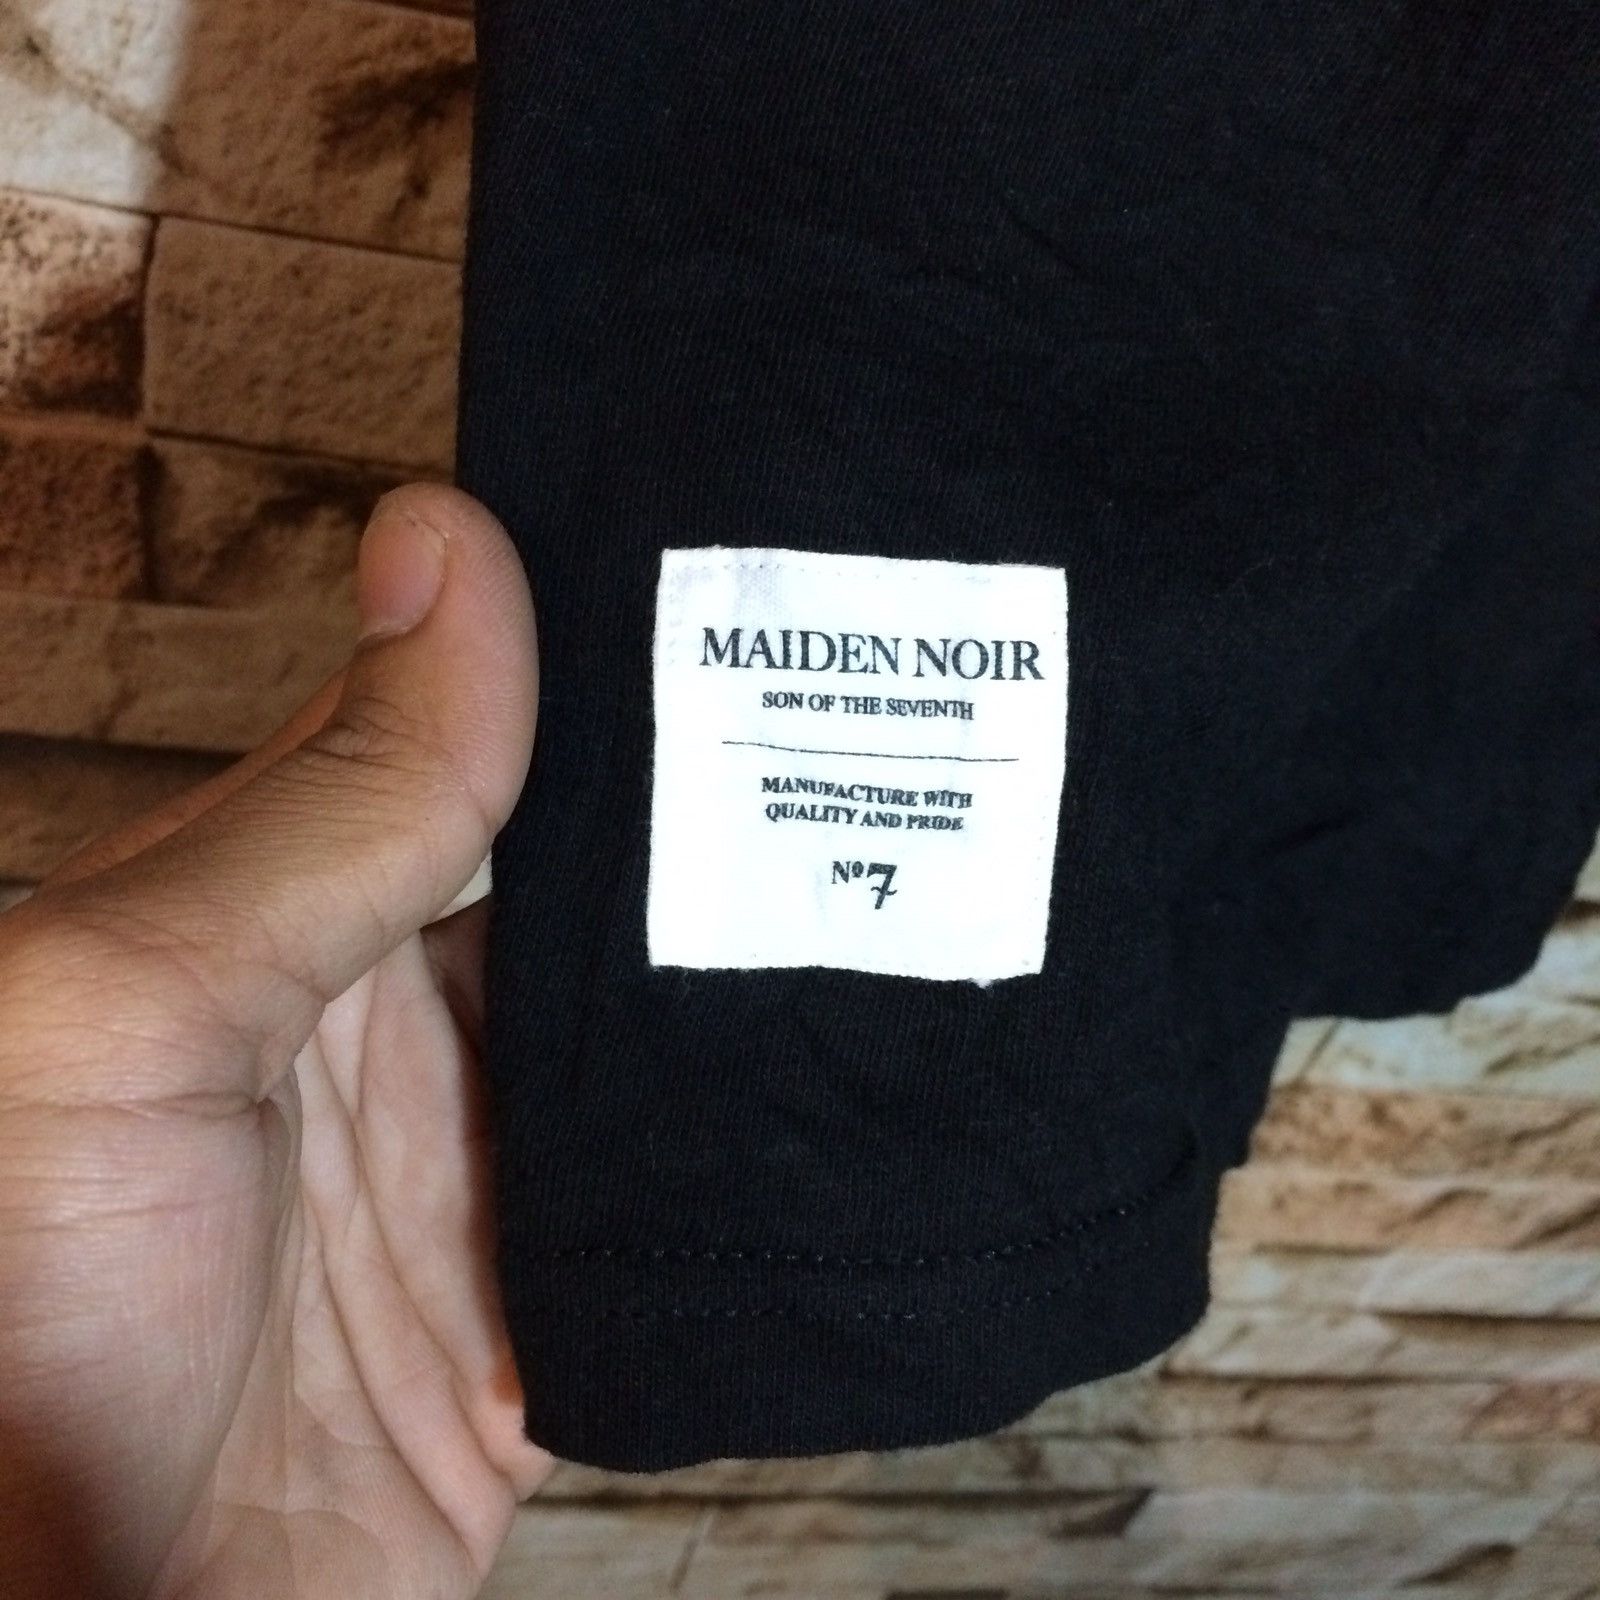 MAIDEN NOIR
SON OF THE SEVENTH
MANUFACTURE WITH
QUALITY AND PRIDE
Nº7